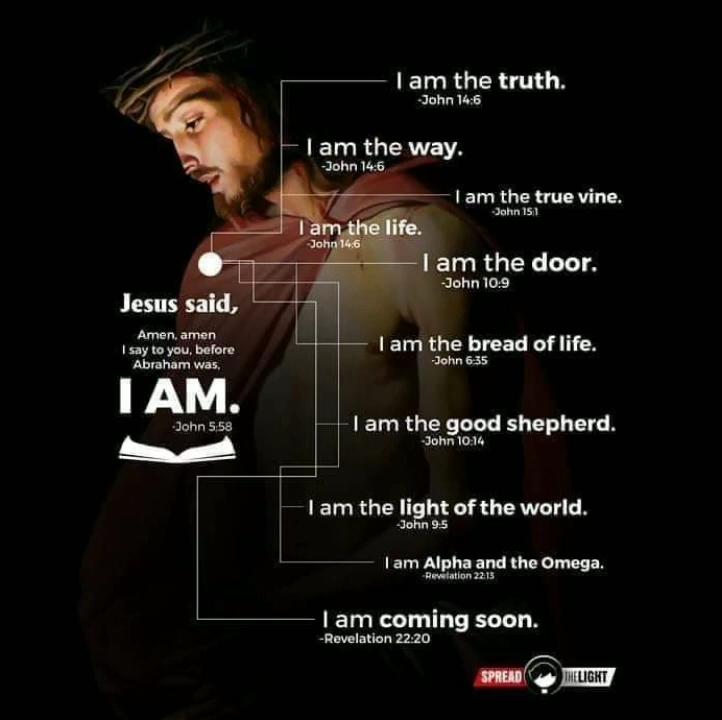 I am the truth.
-John 14:6
I am the way.
-John 14:6
I am the true vine.
-John 15:1
I am the life.
-John 14:6
I am the door.
-John 10:9
Jesus said,
Amen, amen
I say to you, before
Abraham was,
I AM.
-John 5:58
I am the bread of life.
-John 6:35
I am the good shepherd.
-John 10:14
I am the light of the world.
-John 9:5
I am Alpha and the Omega.
-Revelation 22:13
I am coming soon.
-Revelation 22:20
SPREAD THE LIGHT